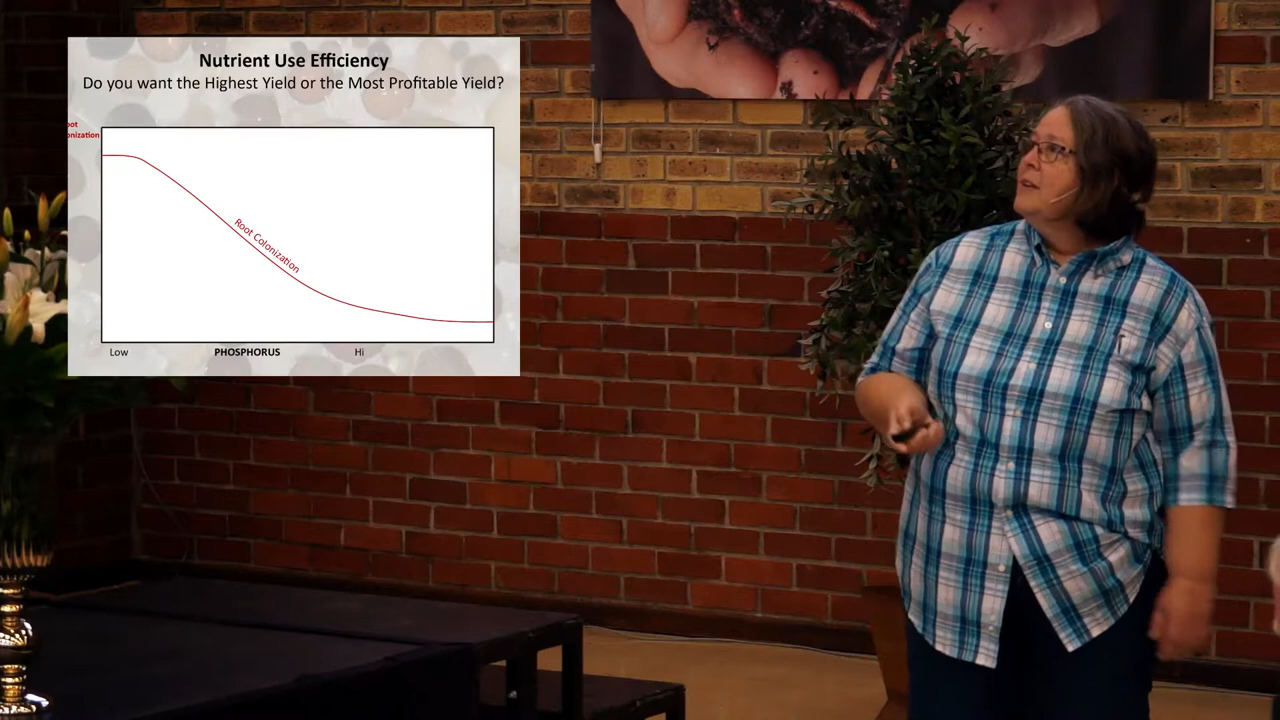 Nutrient Use Efficiency
Do you want the Highest Yield or the Most Profitable Yield?
Root Colonization
Low PHOSPHORUS Hi